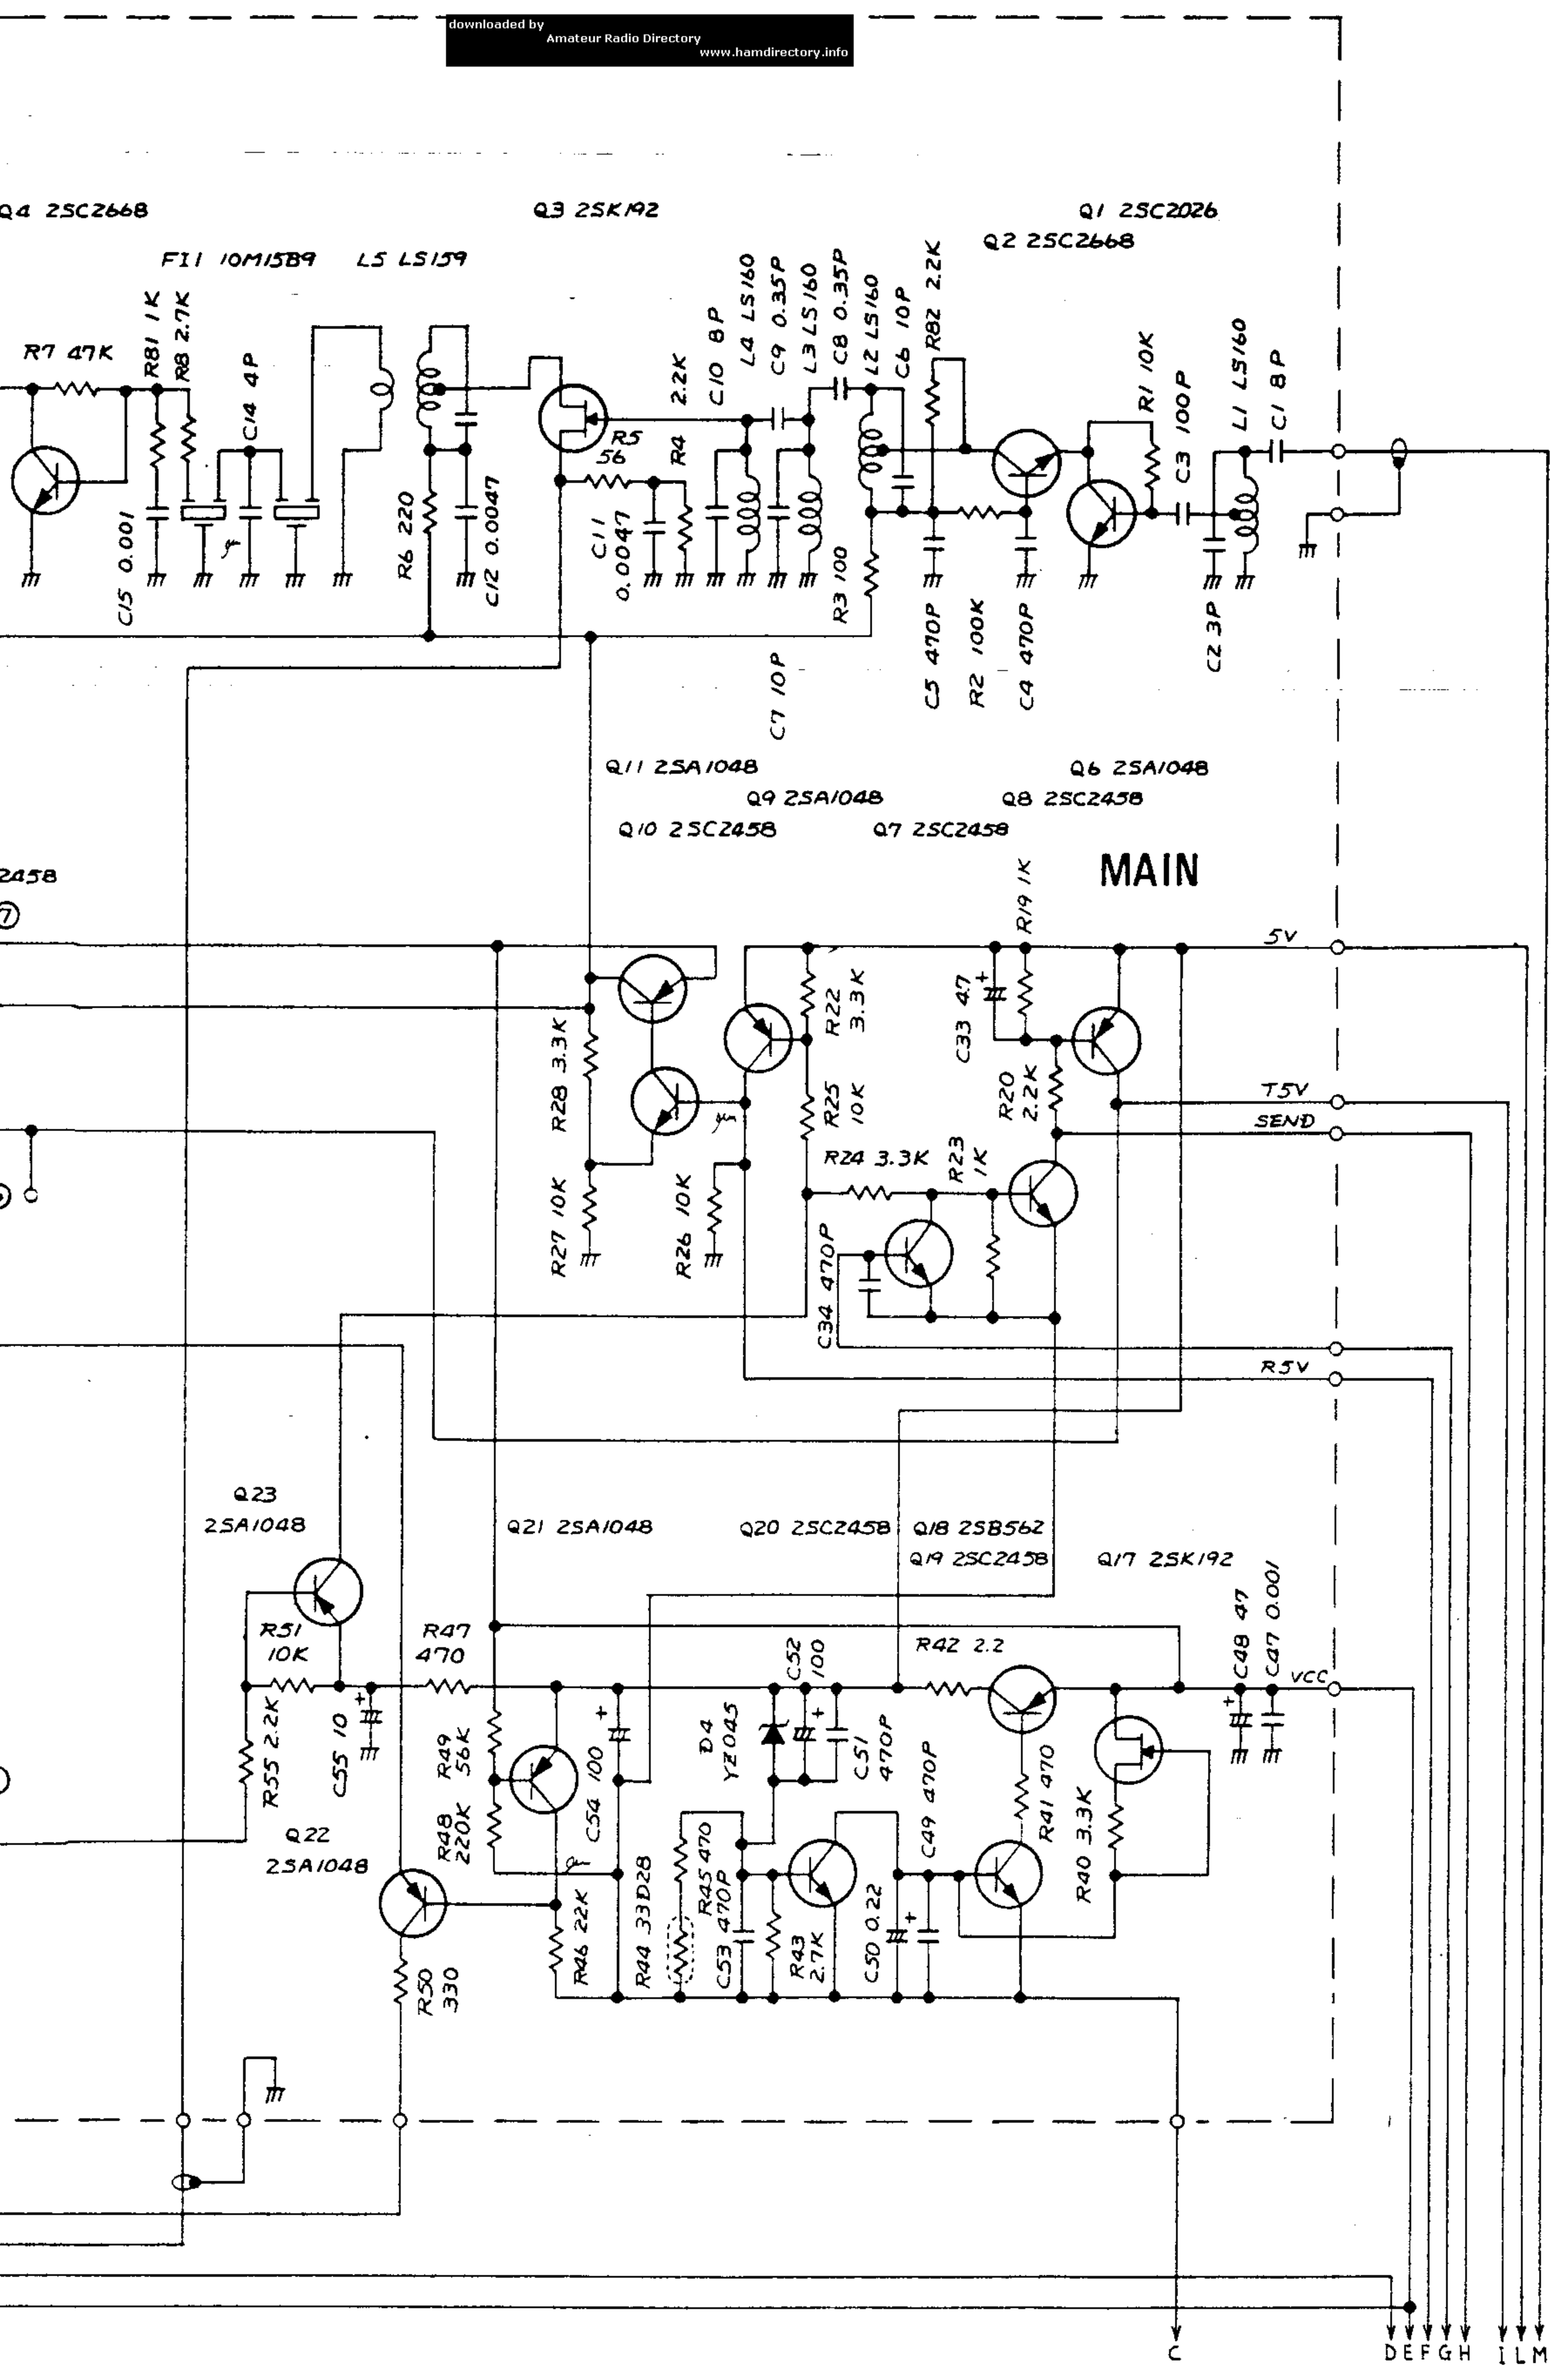 downloaded by
Amateur Radio Directory
www.hamdirectory.info
Q4 2SC2668
Q3 2SK192
Q1 2SC2026
Q2 2SC2668
FI1 10M15B9
L5 LS159
R7 47K
R81 1K
R8 2.7K
C14 4P
2.2K
R4
C10 8P
L4 LS160
C9 0.35P
L3 LS160
C8 0.35P
L2 LS160
C6 10P
R82 2.2K
R1 10K
C3 100P
L1 LS160
C1 8P
R5
56
C15 0.001
R6 220
C12 0.0047
C11
0.0047
R3 100
C5 470P
R2 100K
C4 470P
C2 3P
C7 10P
Q11 2SA1048
Q6 2SA1048
Q9 2SA1048
Q8 2SC2458
Q10 2SC2458
Q7 2SC2458
MAIN
2458
7
R19 1K
5V
R28 3.3K
R22
3.3K
C33 47
R20
2.2K
R25
10K
T5V
SEND
R24 3.3K
R23
1K
R27 10K
R26 10K
C34 470P
R5V
Q23
2SA1048
Q21 2SA1048
Q20 2SC2458
Q18 2SB562
Q19 2SC2458
Q17 2SK192
R51
10K
R47
470
C52
100
R42 2.2
C48 47
C47 0.001
VCC
R55 2.2K
C55 10
R49
56K
D4
YZ045
C51
470P
C54 100
R48
220K
C49 470P
R41 470
R40 3.3K
Q22
2SA1048
R46 22K
R44 33D28
R45 470
C53 470P
R43
2.7K
C50 0.22
R50
330
C
D E F G H I L M